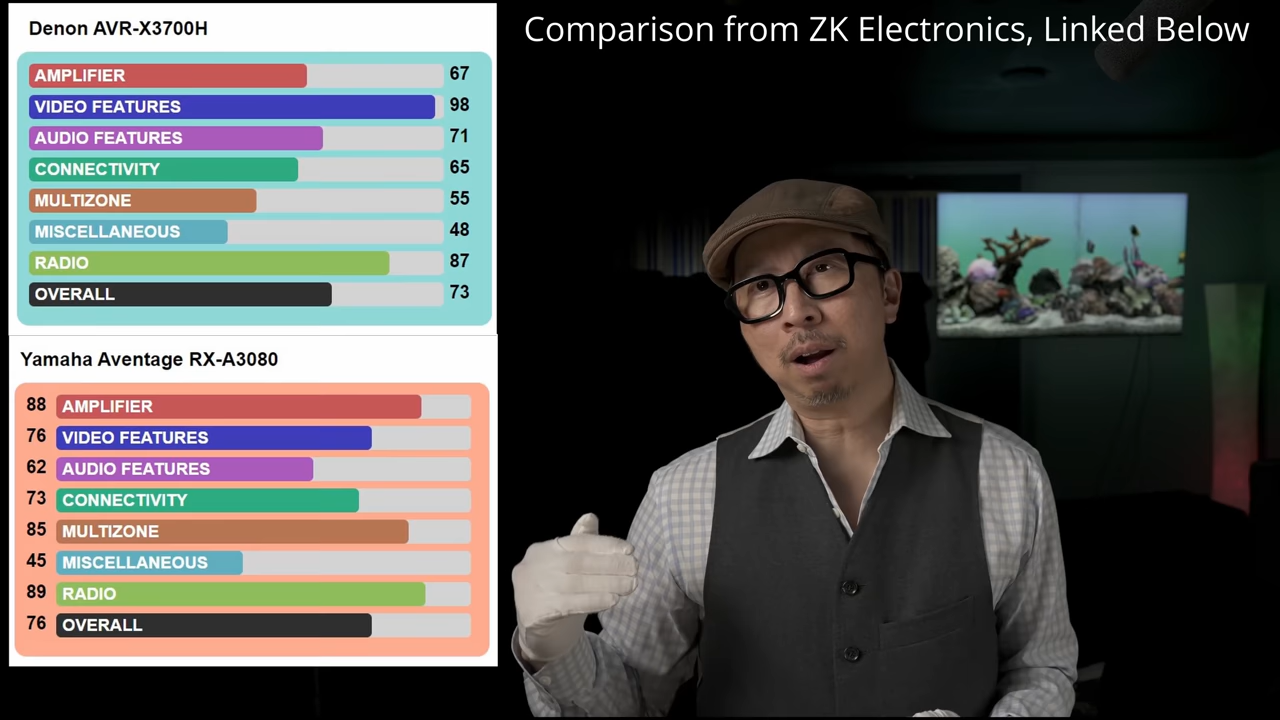 Denon AVR-X3700H
AMPLIFIER 67
VIDEO FEATURES 98
AUDIO FEATURES 71
CONNECTIVITY 65
MULTIZONE 55
MISCELLANEOUS 48
RADIO 87
OVERALL 73
Yamaha Aventage RX-A3080
88 AMPLIFIER
76 VIDEO FEATURES
62 AUDIO FEATURES
73 CONNECTIVITY
85 MULTIZONE
45 MISCELLANEOUS
89 RADIO
76 OVERALL
Comparison from ZK Electronics, Linked Below